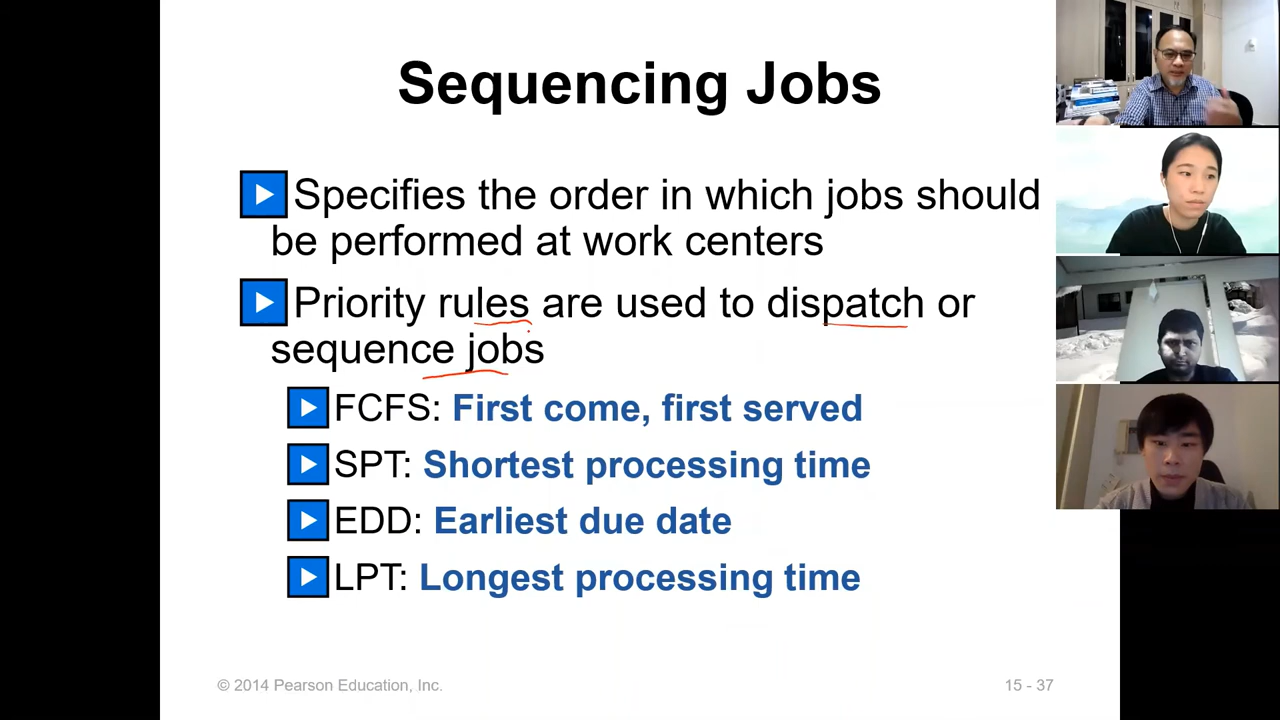 Sequencing Jobs
Specifies the order in which jobs should
be performed at work centers
Priority rules are used to dispatch or
sequence jobs
FCFS: First come, first served
SPT: Shortest processing time
EDD: Earliest due date
LPT: Longest processing time
© 2014 Pearson Education, Inc.
15 - 37